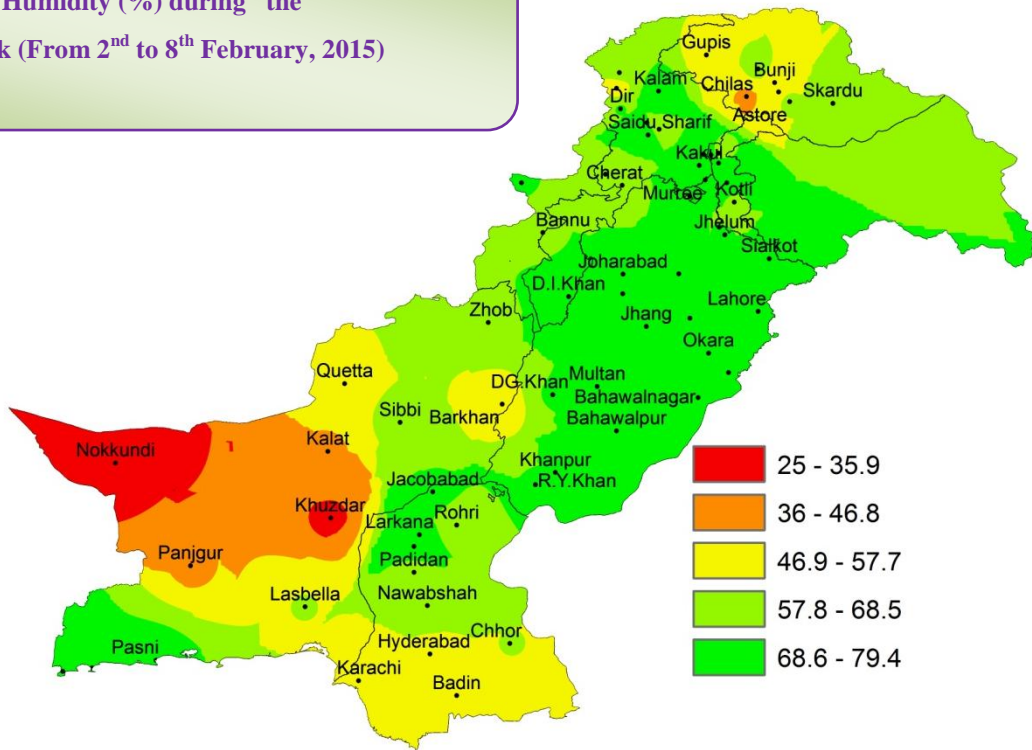 Humidity (%) during the
k (From 2nd to 8th February, 2015)
Gupis
Bunji
Kalam
Chilas
Skardu
Dir
Astore
Saidu Sharif
Kakul
Cherat
Murree
Kotli
Bannu
Jhelum
Sialkot
Joharabad
D.I.Khan
Lahore
Zhob
Jhang
Okara
Quetta
DG.Khan
Multan
Sibbi
Barkhan
Bahawalnagar
Bahawalpur
Nokkundi
Kalat
Khanpur
25 - 35.9
Jacobabad
R.Y.Khan
Khuzdar
Larkana
Rohri
36 - 46.8
Panjgur
Padidan
46.9 - 57.7
Lasbella
Nawabshah
57.8 - 68.5
Pasni
Hyderabad
Chhor
68.6 - 79.4
Karachi
Badin